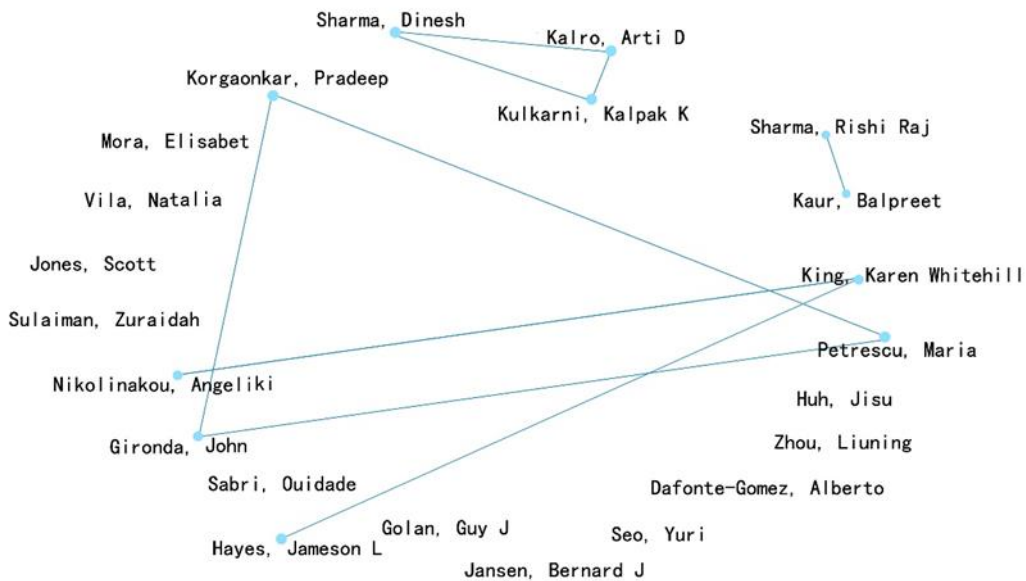 Sharma, Dinesh
Kalro, Arti D
Korgaonkar, Pradeep
Kulkarni, Kalpak K
Sharma, Rishi Raj
Mora, Elisabet
Vila, Natalia
Kaur, Balpreet
Jones, Scott
King, Karen Whitehill
Sulaiman, Zuraidah
Petrescu, Maria
Nikolinakou, Angeliki
Huh, Jisu
Gironda, John
Zhou, Liuning
Sabri, Ouidade
Dafonte-Gomez, Alberto
Golan, Guy J
Seo, Yuri
Hayes, Jameson L
Jansen, Bernard J